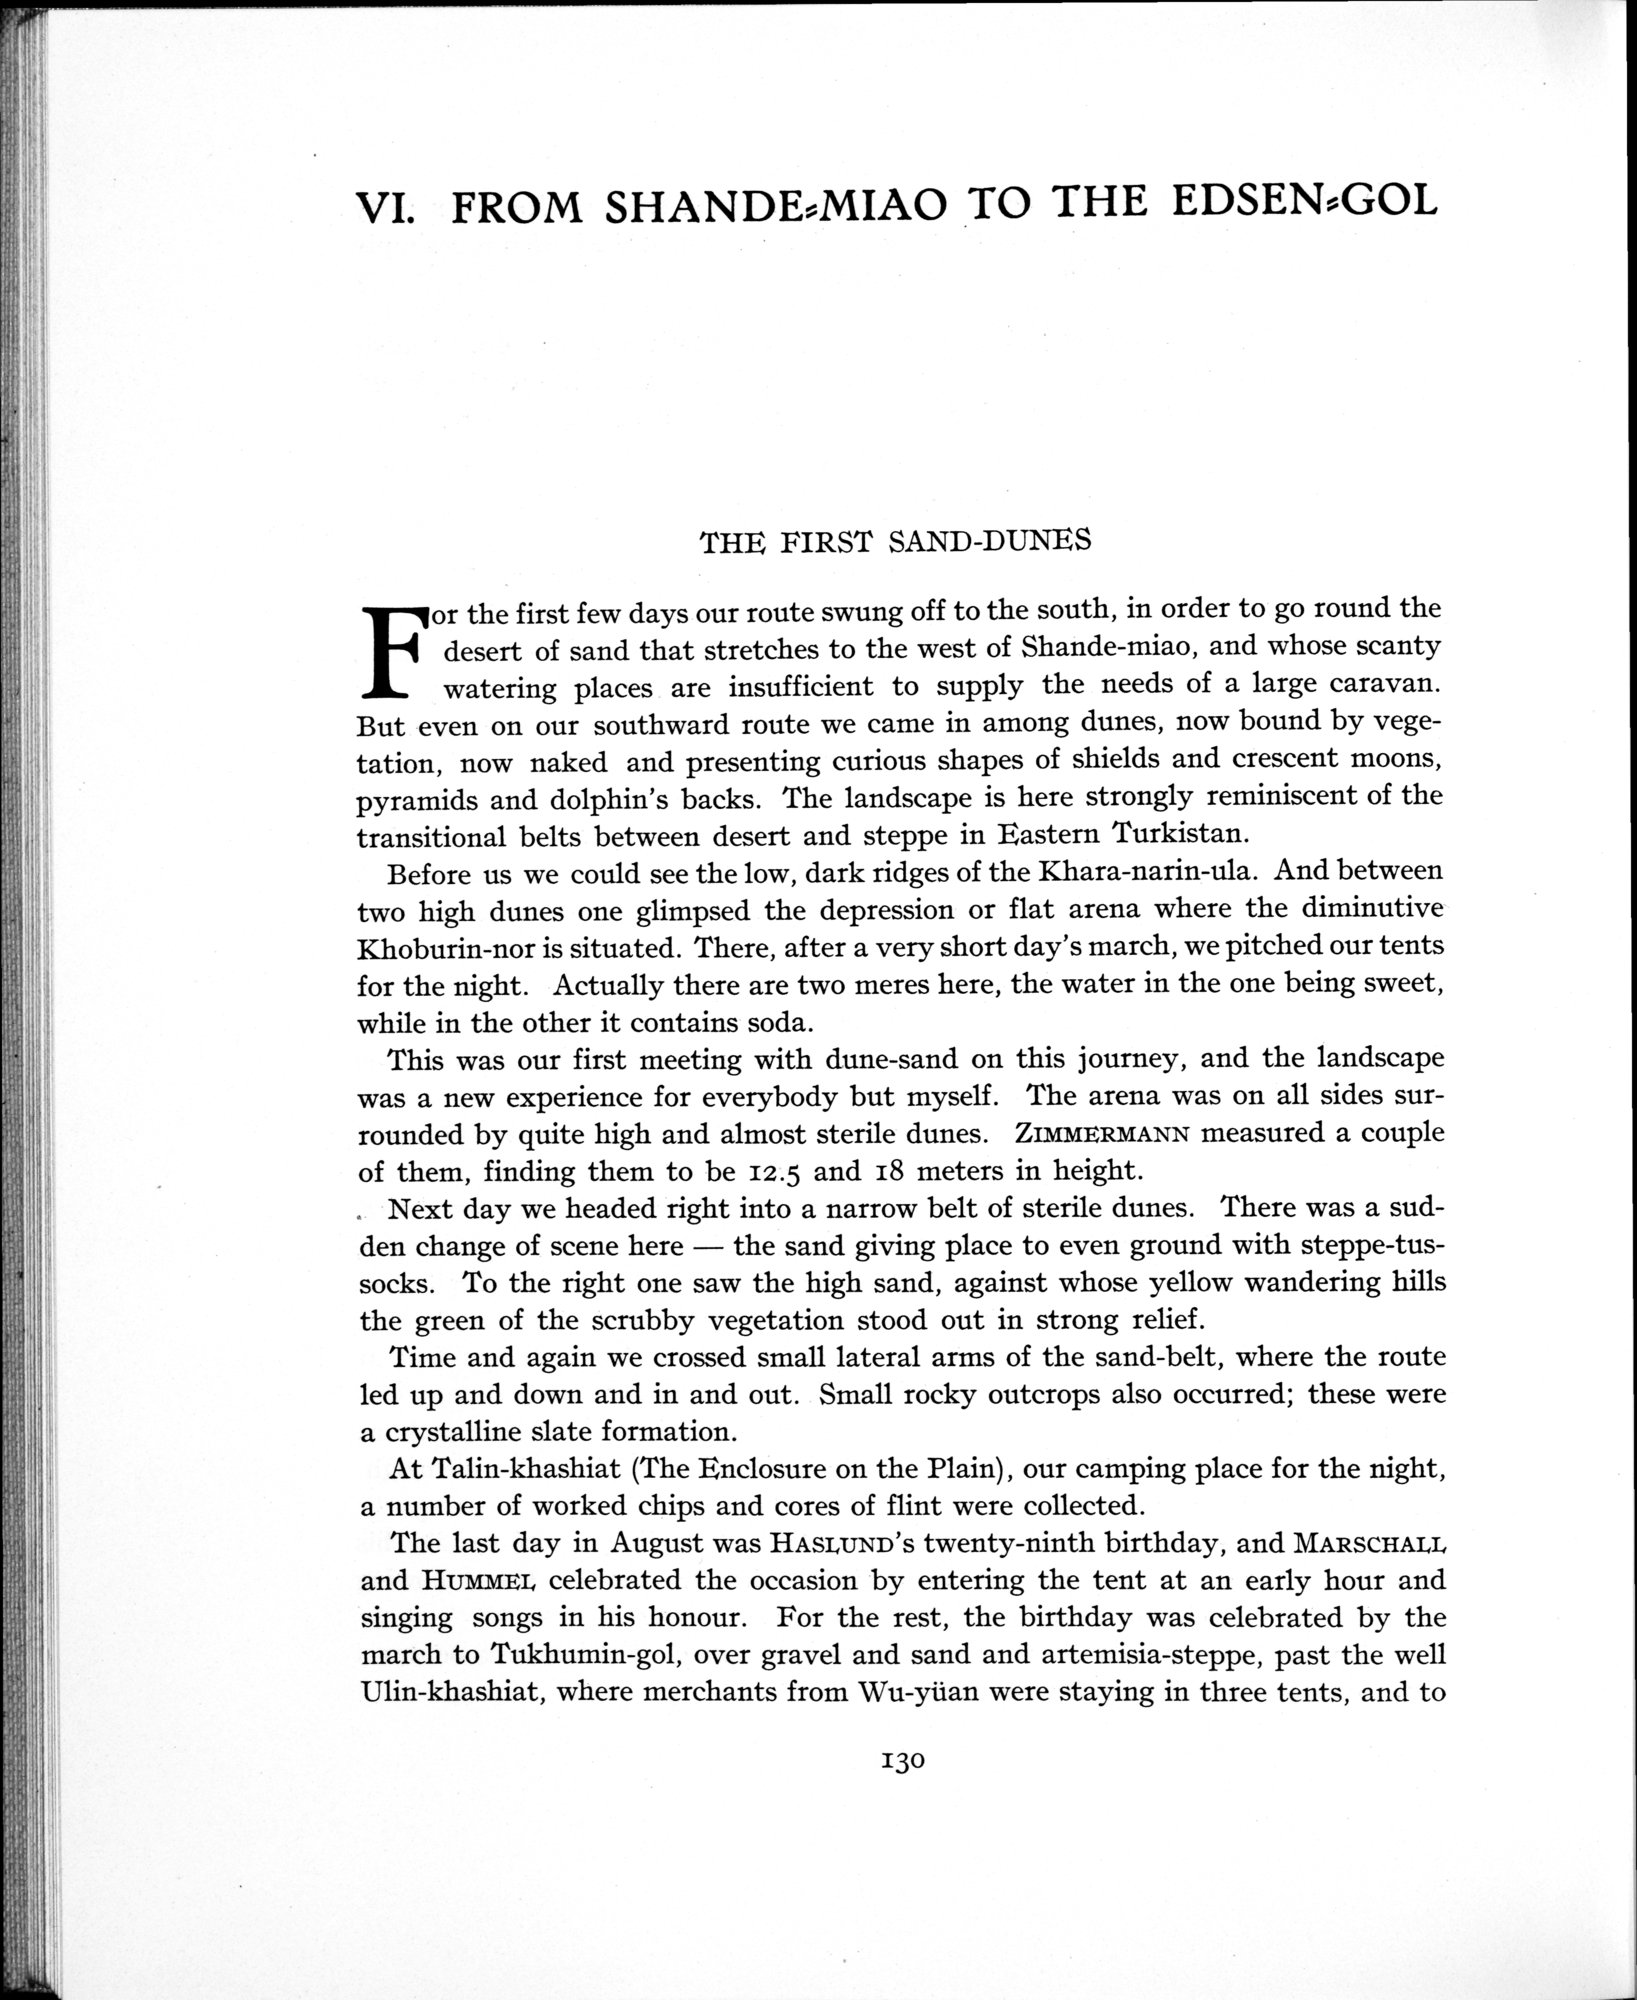 VI. FROM SHANDE-MIAO TO THE EDSEN-GOL
THE FIRST SAND-DUNES
For the first few days our route swung off to the south, in order to go round the
desert of sand that stretches to the west of Shande-miao, and whose scanty
watering places are insufficient to supply the needs of a large caravan.
But even on our southward route we came in among dunes, now bound by vege-
tation, now naked and presenting curious shapes of shields and crescent moons,
pyramids and dolphin's backs. The landscape is here strongly reminiscent of the
transitional belts between desert and steppe in Eastern Turkistan.
Before us we could see the low, dark ridges of the Khara-narin-ula. And between
two high dunes one glimpsed the depression or flat arena where the diminutive
Khoburin-nor is situated. There, after a very short day's march, we pitched our tents
for the night. Actually there are two meres here, the water in the one being sweet,
while in the other it contains soda.
This was our first meeting with dune-sand on this journey, and the landscape
was a new experience for everybody but myself. The arena was on all sides sur-
rounded by quite high and almost sterile dunes. ZIMMERMANN measured a couple
of them, finding them to be 12.5 and 18 meters in height.
Next day we headed right into a narrow belt of sterile dunes. There was a sud-
den change of scene here — the sand giving place to even ground with steppe-tus-
socks. To the right one saw the high sand, against whose yellow wandering hills
the green of the scrubby vegetation stood out in strong relief.
Time and again we crossed small lateral arms of the sand-belt, where the route
led up and down and in and out. Small rocky outcrops also occurred; these were
a crystalline slate formation.
At Talin-khashiat (The Enclosure on the Plain), our camping place for the night,
a number of worked chips and cores of flint were collected.
The last day in August was HASLUND's twenty-ninth birthday, and MARSCHALL
and HUMMEL celebrated the occasion by entering the tent at an early hour and
singing songs in his honour. For the rest, the birthday was celebrated by the
march to Tukhumin-gol, over gravel and sand and artemisia-steppe, past the well
Ulin-khashiat, where merchants from Wu-yüan were staying in three tents, and to
130